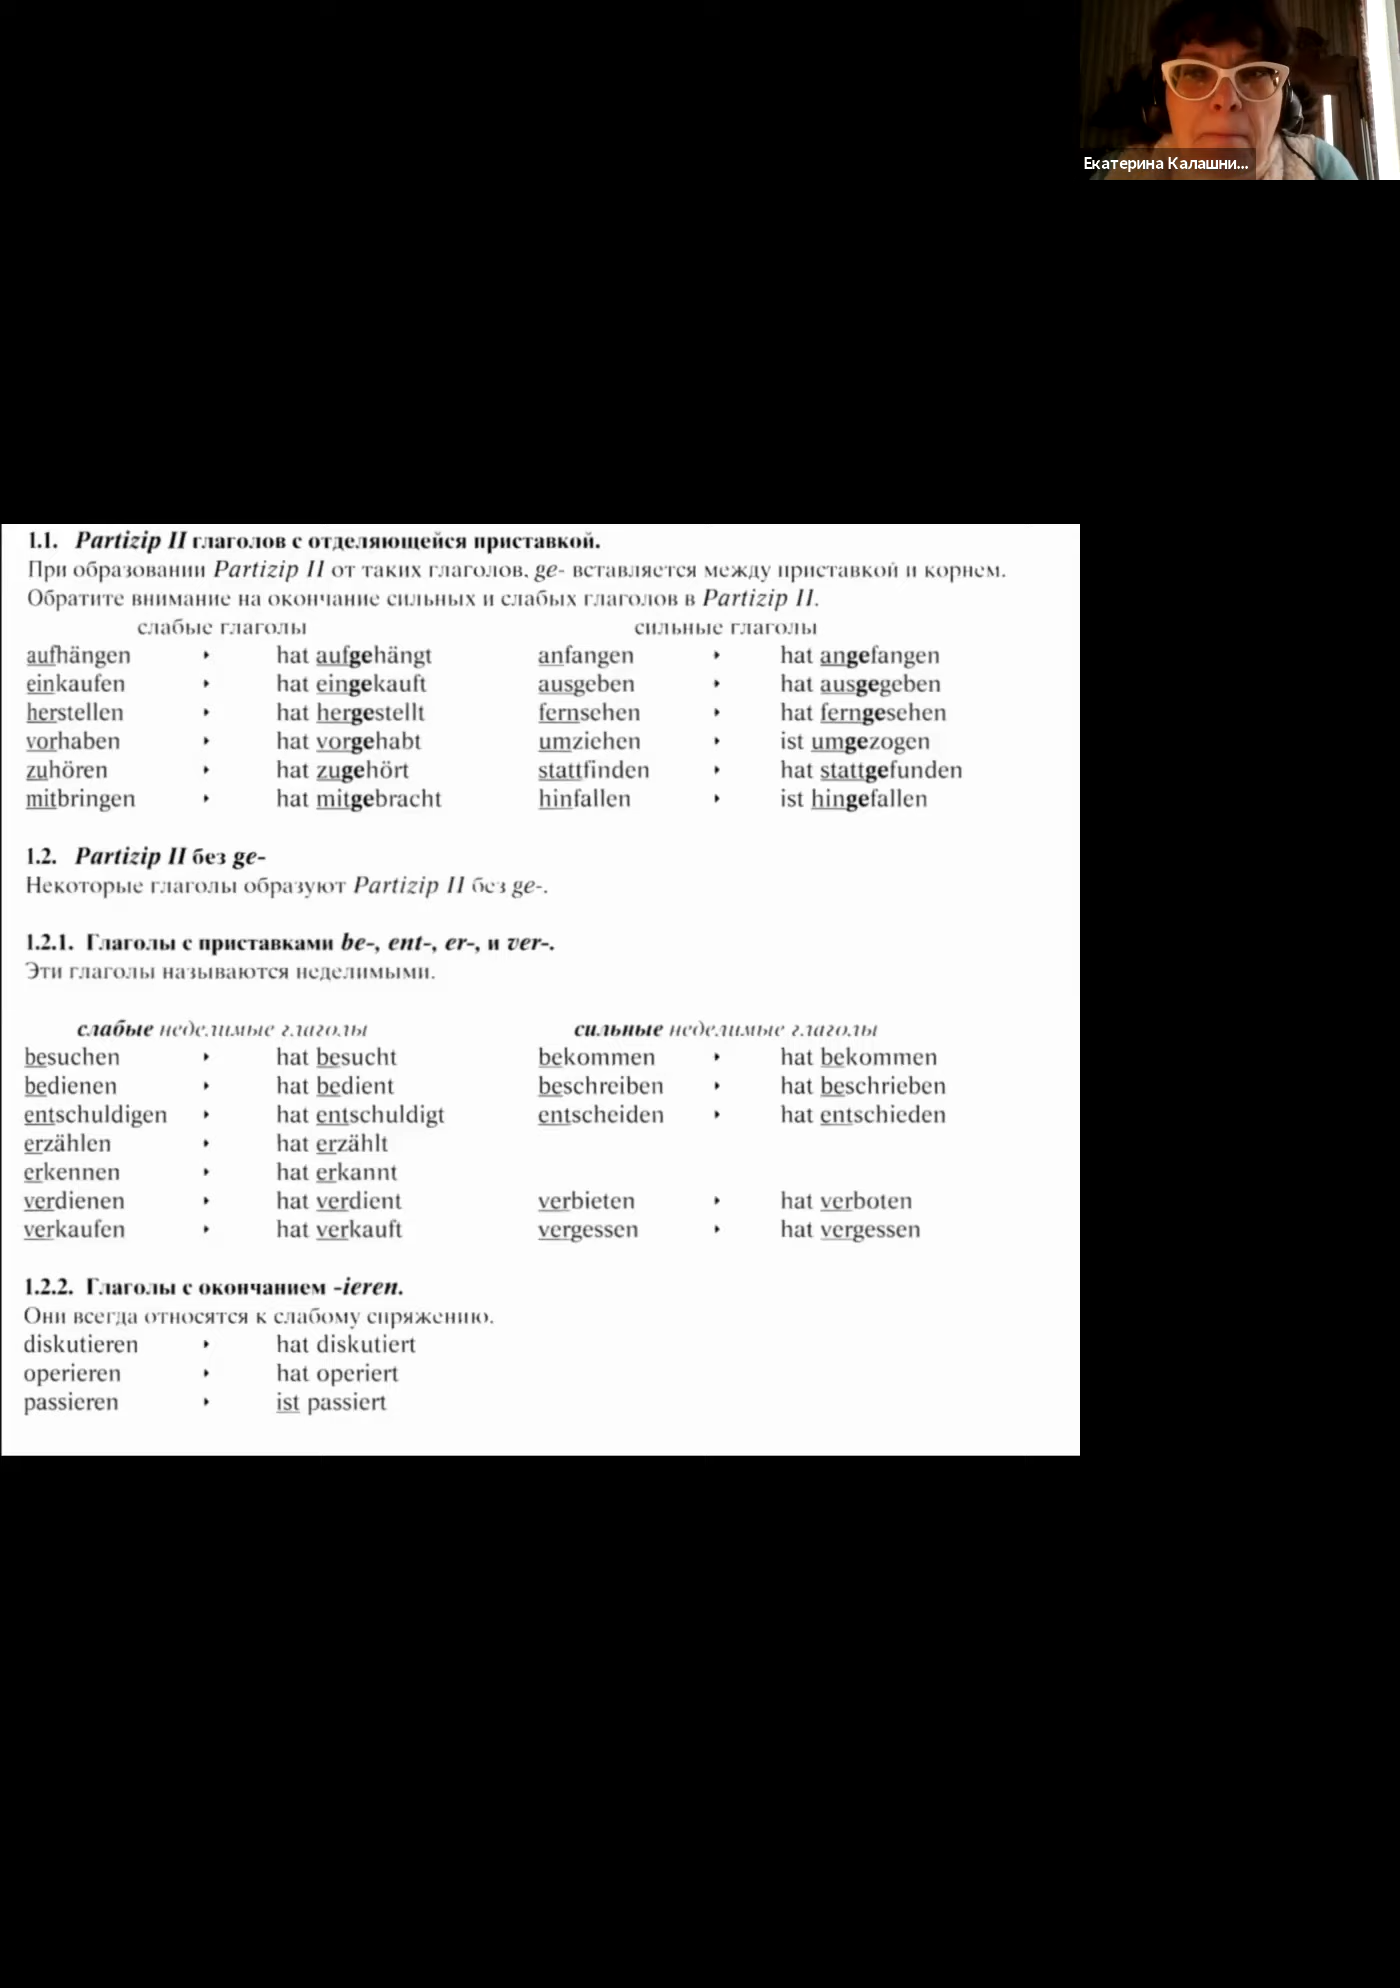 Екатерина Калашни...
1.1. Partizip II глаголов с отделяющейся приставкой.
При образовании Partizip II от таких глаголов, ge- вставляется между приставкой и корнем.
Обратите внимание на окончание сильных и слабых глаголов в Partizip II.
слабые глаголы сильные глаголы
aufhängen ‣ hat aufgehängt anfangen ‣ hat angefangen
einkaufen ‣ hat eingekauft ausgeben ‣ hat ausgegeben
herstellen ‣ hat hergestellt fernsehen ‣ hat ferngesehen
vorhaben ‣ hat vorgehabt umziehen ‣ ist umgezogen
zuhören ‣ hat zugehört stattfinden ‣ hat stattgefunden
mitbringen ‣ hat mitgebracht hinfallen ‣ ist hingefallen
1.2. Partizip II без ge-
Некоторые глаголы образуют Partizip II без ge-.
1.2.1. Глаголы с приставками be-, ent-, er-, и ver-.
Эти глаголы называются неделимыми.
слабые неделимые глаголы сильные неделимые глаголы
besuchen ‣ hat besucht bekommen ‣ hat bekommen
bedienen ‣ hat bedient beschreiben ‣ hat beschrieben
entschuldigen ‣ hat entschuldigt entscheiden ‣ hat entschieden
erzählen ‣ hat erzählt
erkennen ‣ hat erkannt
verdienen ‣ hat verdient verbieten ‣ hat verboten
verkaufen ‣ hat verkauft vergessen ‣ hat vergessen
1.2.2. Глаголы с окончанием -ieren.
Они всегда относятся к слабому спряжению.
diskutieren ‣ hat diskutiert
operieren ‣ hat operiert
passieren ‣ ist passiert